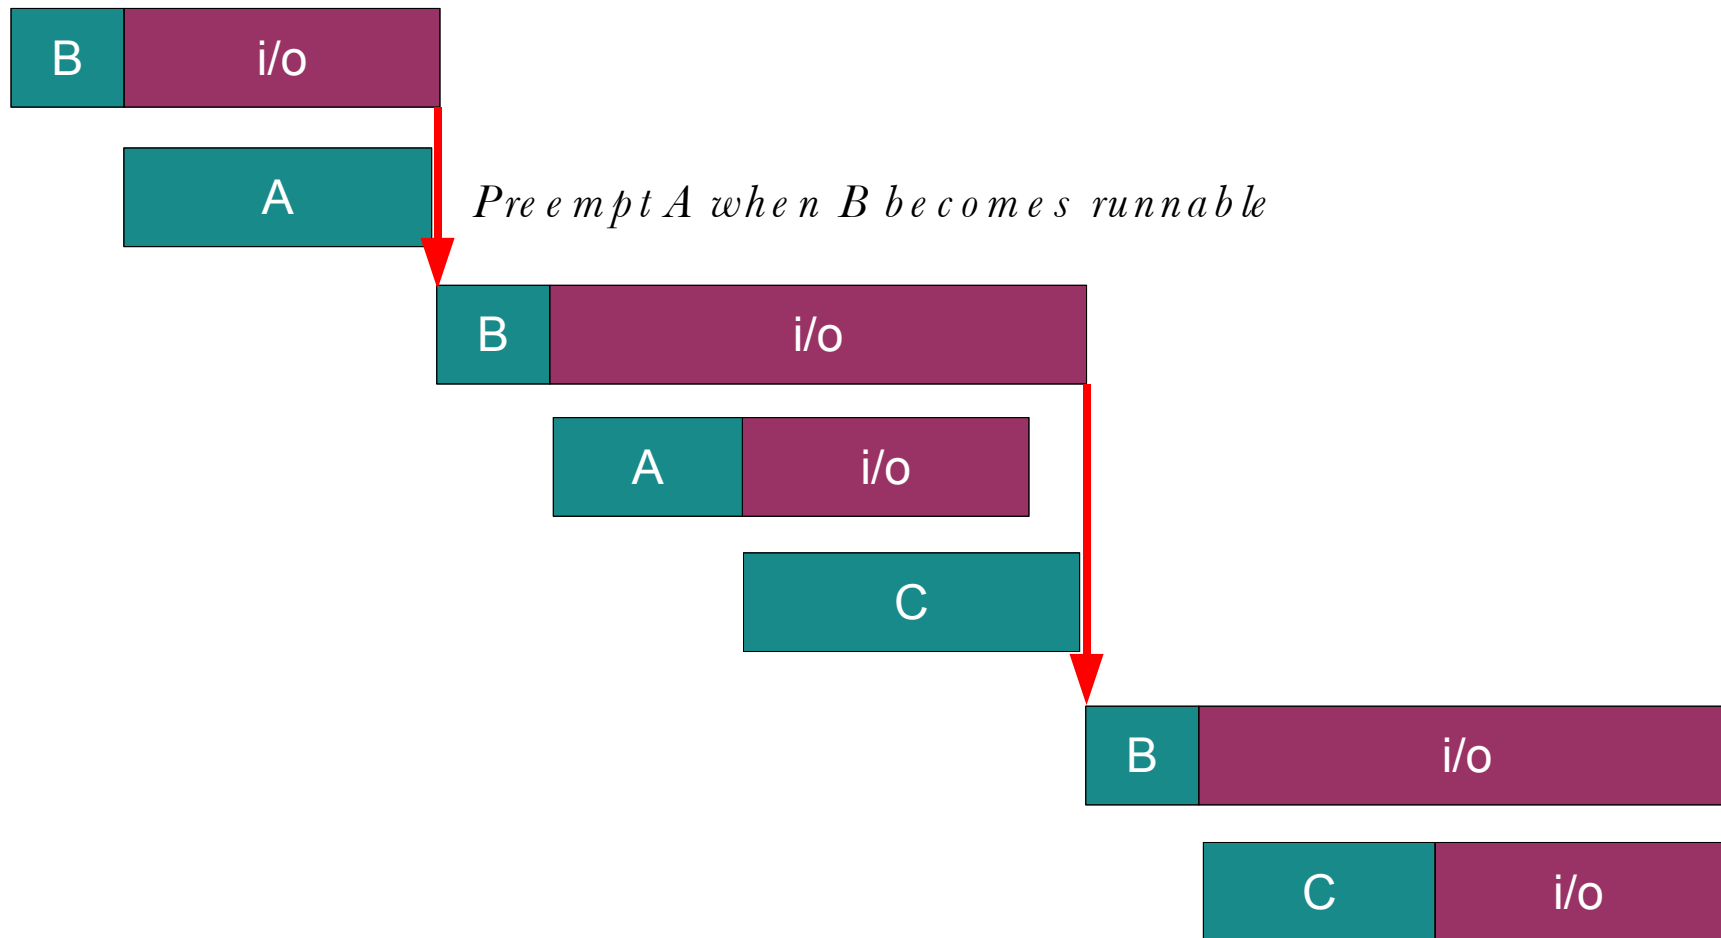 B i/o
A
Preempt A when B becomes runnable
B i/o
A i/o
C
B i/o
C i/o